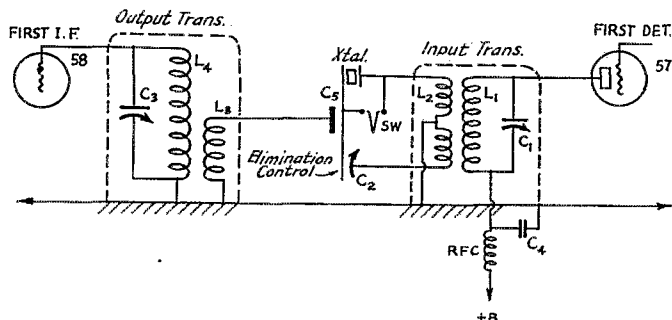 Output Trans.
FIRST I.F.
58
L4
C3
L3
Xtal.
C5
SW
Elimination
Control
C2
Input Trans.
L2
L1
C1
FIRST DET.
57
RFC
C4
+B